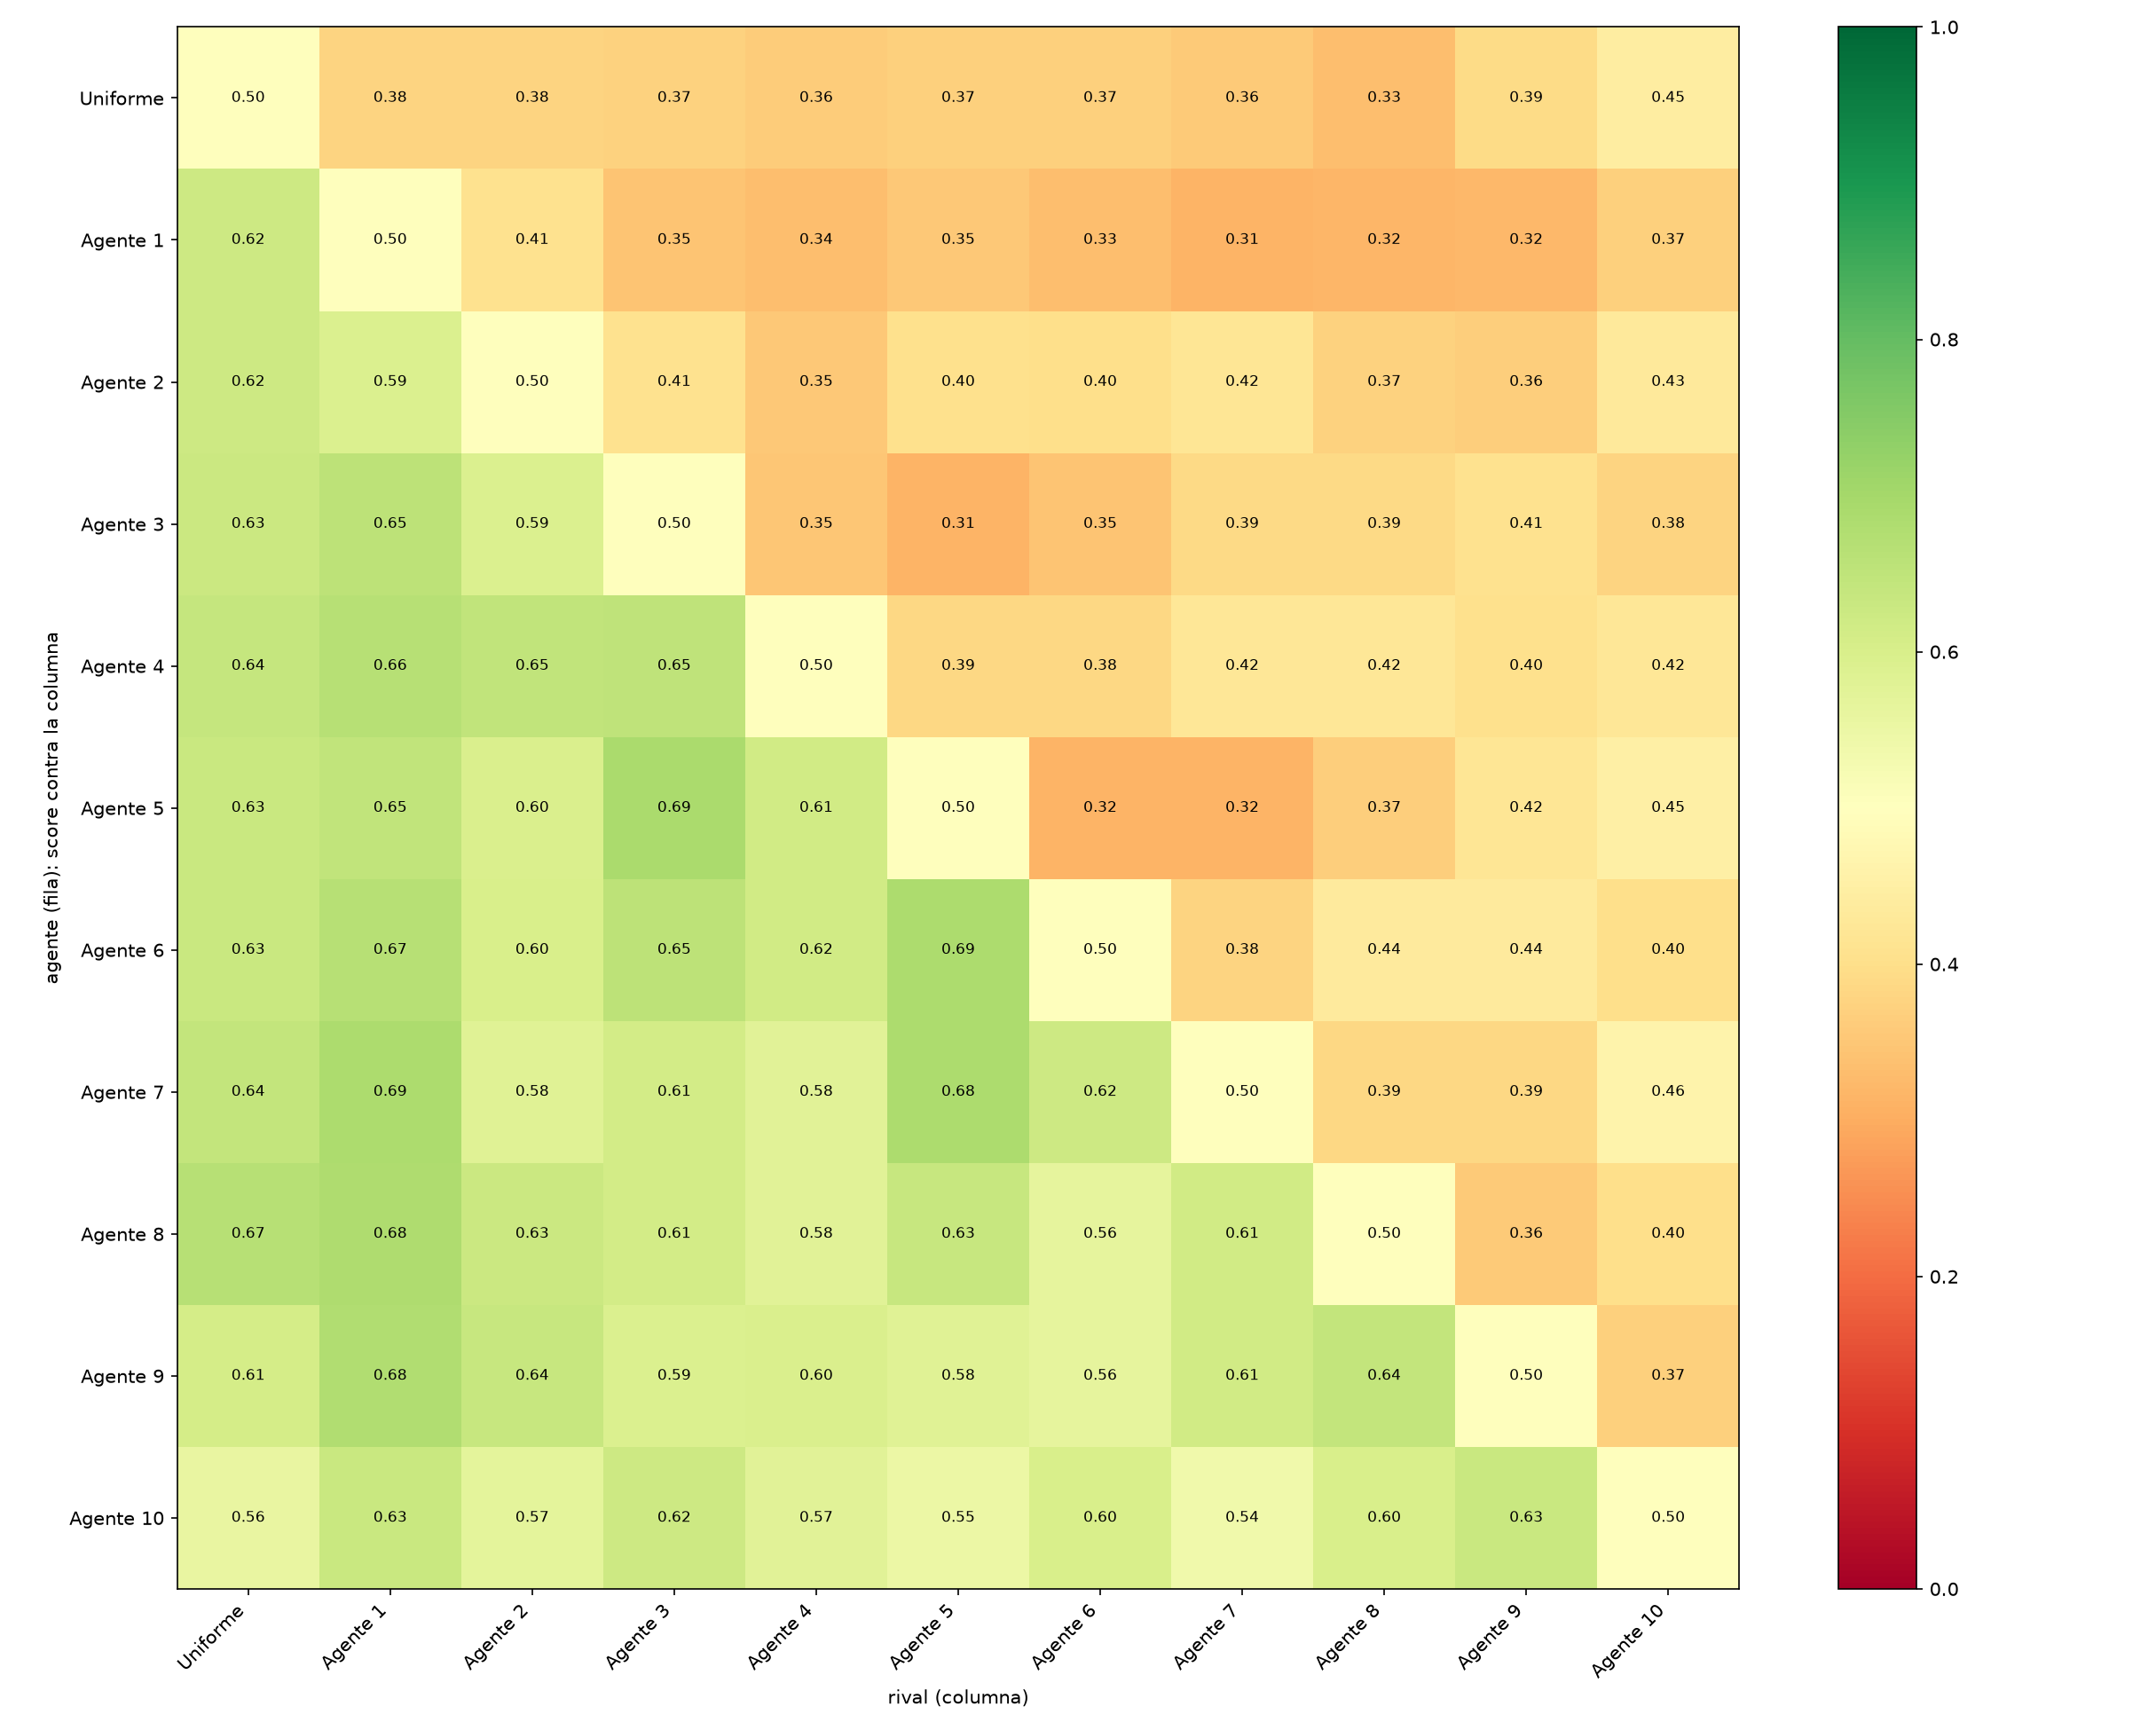 Uniforme 0.50 0.38 0.38 0.37 0.36 0.37 0.37 0.36 0.33 0.39 0.45
Agente 1 0.62 0.50 0.41 0.35 0.34 0.35 0.33 0.31 0.32 0.32 0.37
Agente 2 0.62 0.59 0.50 0.41 0.35 0.40 0.40 0.42 0.37 0.36 0.43
Agente 3 0.63 0.65 0.59 0.50 0.35 0.31 0.35 0.39 0.39 0.41 0.38
Agente 4 0.64 0.66 0.65 0.65 0.50 0.39 0.38 0.42 0.42 0.40 0.42
Agente 5 0.63 0.65 0.60 0.69 0.61 0.50 0.32 0.32 0.37 0.42 0.45
Agente 6 0.63 0.67 0.60 0.65 0.62 0.69 0.50 0.38 0.44 0.44 0.40
Agente 7 0.64 0.69 0.58 0.61 0.58 0.68 0.62 0.50 0.39 0.39 0.46
Agente 8 0.67 0.68 0.63 0.61 0.58 0.63 0.56 0.61 0.50 0.36 0.40
Agente 9 0.61 0.68 0.64 0.59 0.60 0.58 0.56 0.61 0.64 0.50 0.37
Agente 10 0.56 0.63 0.57 0.62 0.57 0.55 0.60 0.54 0.60 0.63 0.50
agente (fila): score contra la columna
Uniforme Agente 1 Agente 2 Agente 3 Agente 4 Agente 5 Agente 6 Agente 7 Agente 8 Agente 9 Agente 10
rival (columna)
1.0
0.8
0.6
0.4
0.2
0.0